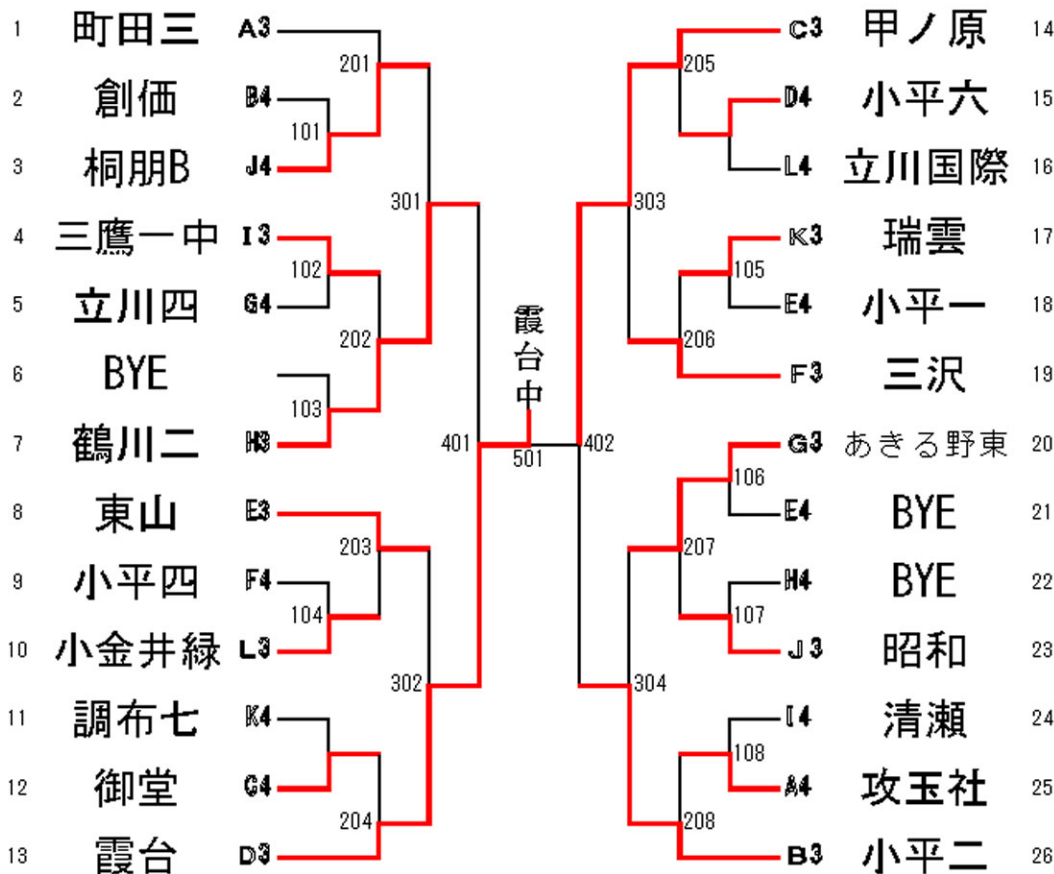 1 町田三 A3
2 創価 B4
3 桐朋B J4
4 三鷹一中 I3
5 立川四 G4
6 BYE
7 鶴川二 H3
8 東山 E3
9 小平四 F4
10 小金井緑 L3
11 調布七 K4
12 御堂 C4
13 霞台 D3
201
101
301
102
202
103
401
203
104
302
204
霞台中
501
402
205
303
105
206
106
207
107
304
108
208
C3 甲ノ原 14
D4 小平六 15
L4 立川国際 16
K3 瑞雲 17
E4 小平一 18
F3 三沢 19
G3 あきる野東 20
E4 BYE 21
H4 BYE 22
J3 昭和 23
I4 清瀬 24
A4 攻玉社 25
B3 小平二 26